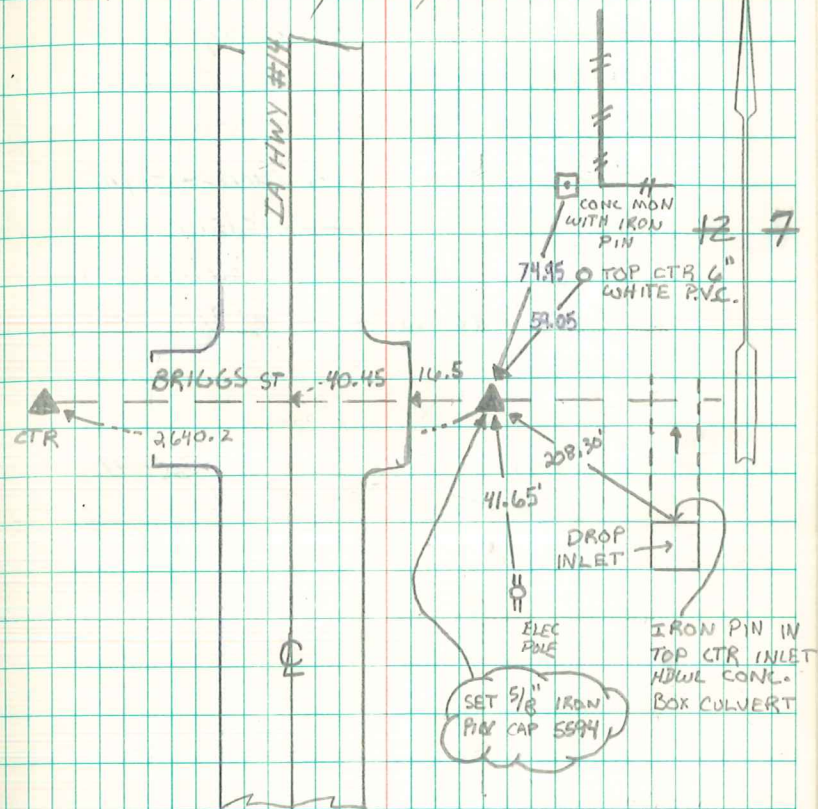 IA HWY #14
CONC MON
WITH IRON
PIN
12 7
74.95
TOP CTR 6"
WHITE P.V.C.
59.05
BRIGGS ST
40.45
16.5
CTR
2,640.2
208.30'
41.65'
DROP
INLET
ELEC
POLE
IRON PIN IN
TOP CTR INLET
HDWL CONC.
BOX CULVERT
SET 5/8" IRON
PIN CAP 5594
℄